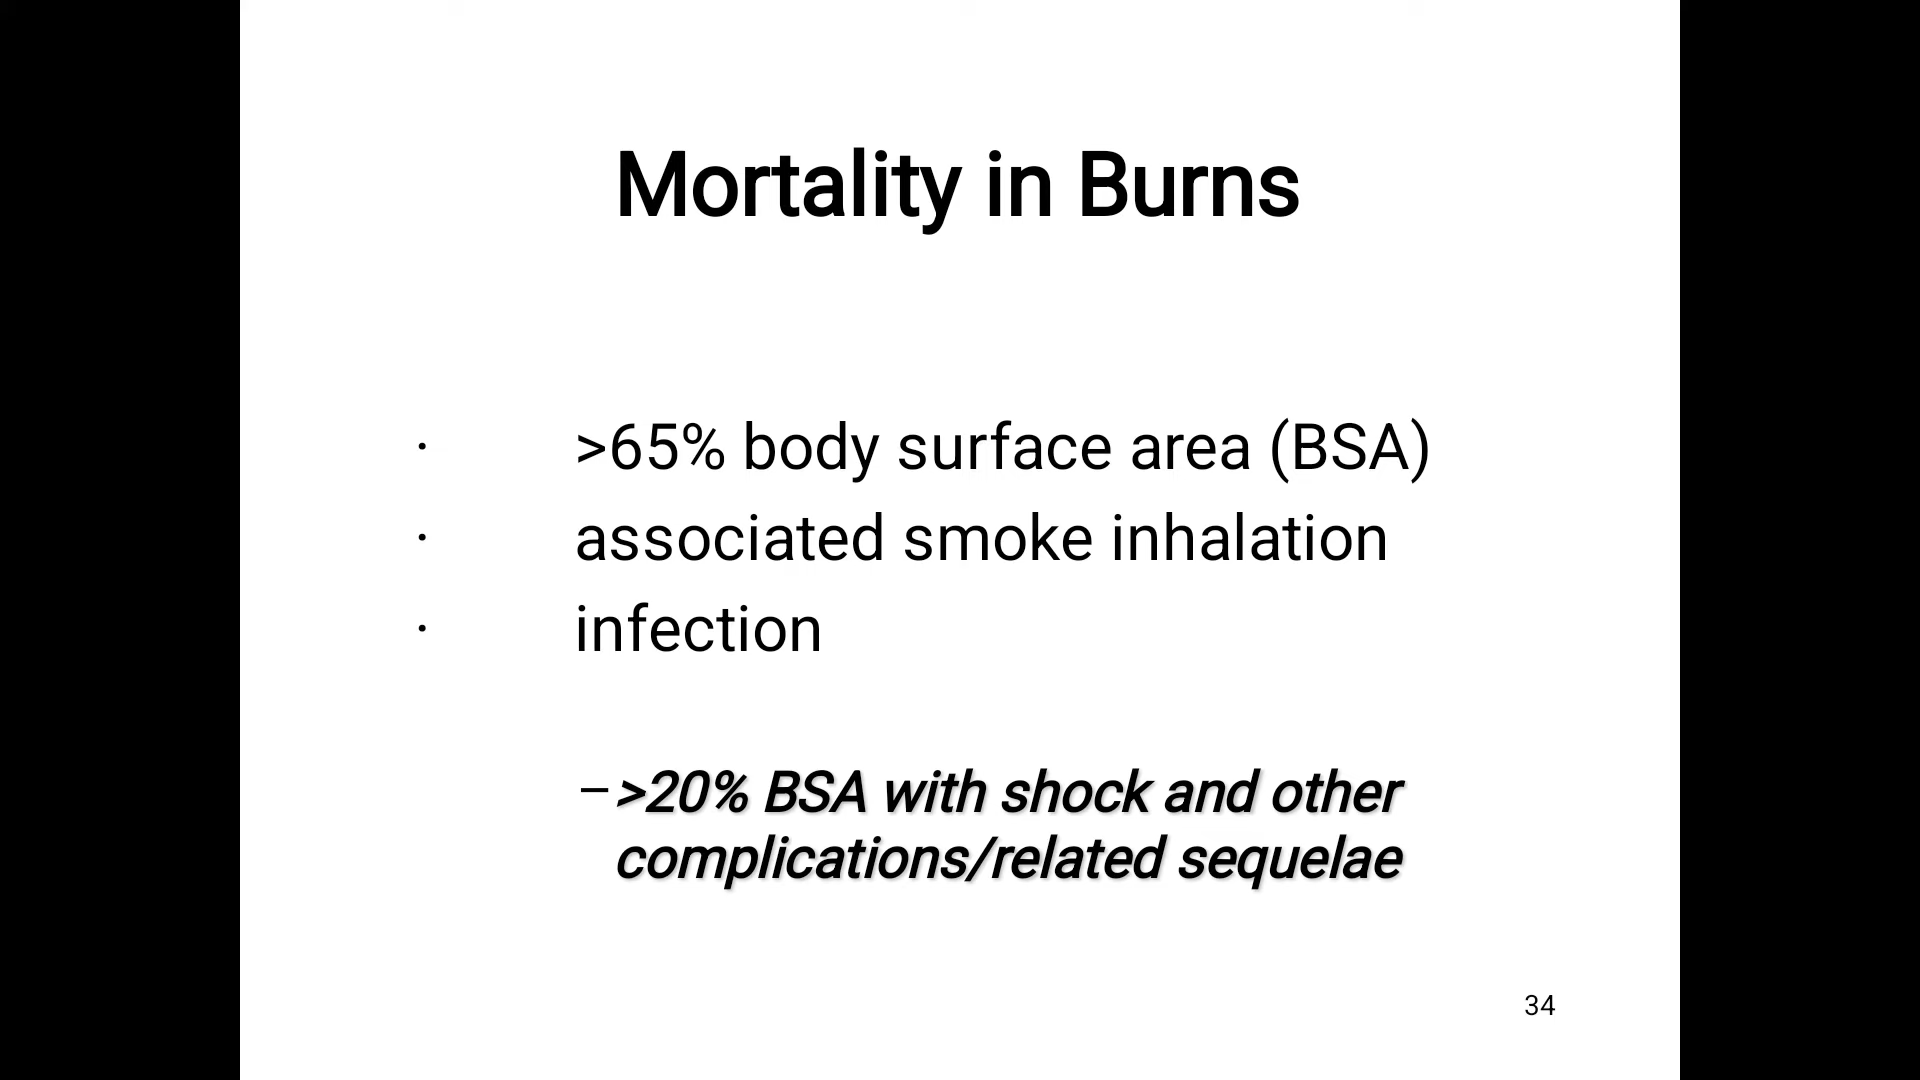 Mortality in Burns
· >65% body surface area (BSA)
· associated smoke inhalation
· infection
–>20% BSA with shock and other
complications/related sequelae
34